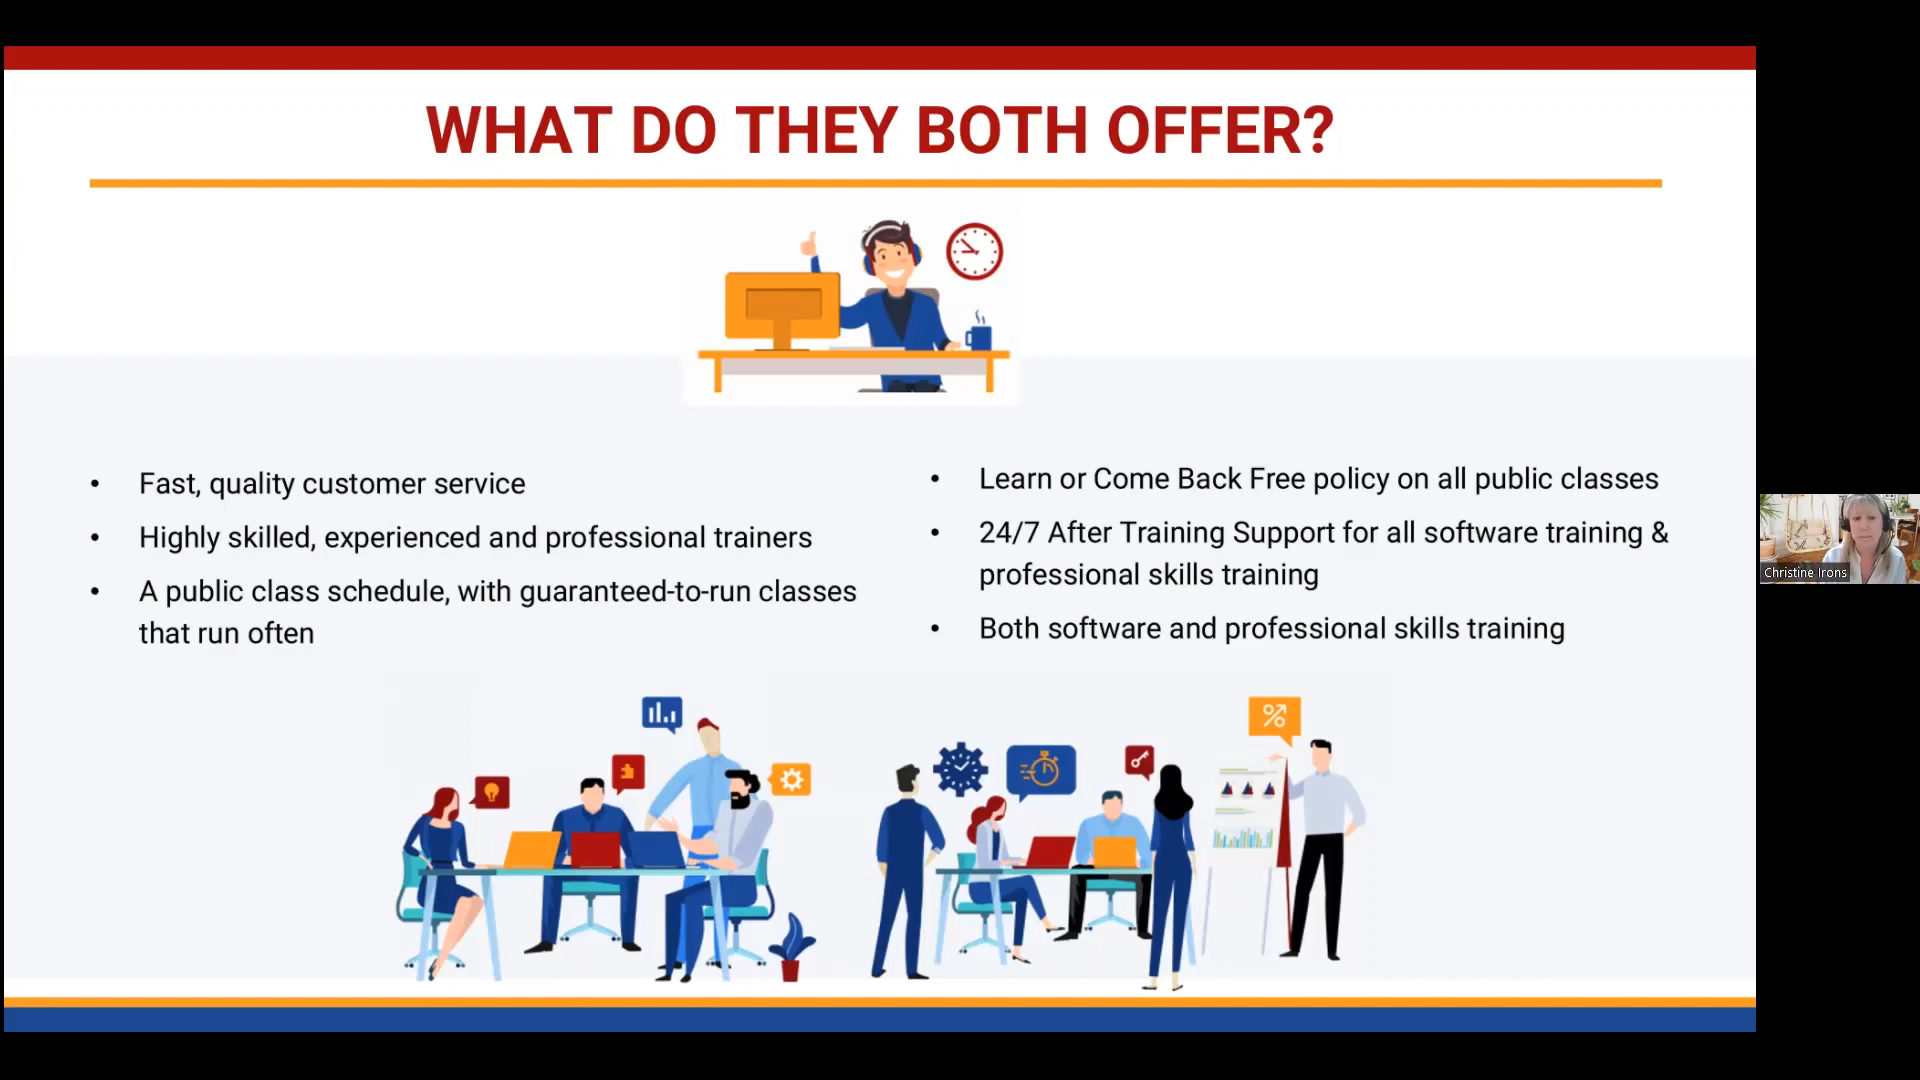 WHAT DO THEY BOTH OFFER?
• Fast, quality customer service
• Highly skilled, experienced and professional trainers
• A public class schedule, with guaranteed-to-run classes
that run often
• Learn or Come Back Free policy on all public classes
• 24/7 After Training Support for all software training &
professional skills training
• Both software and professional skills training
%
Christine Irons